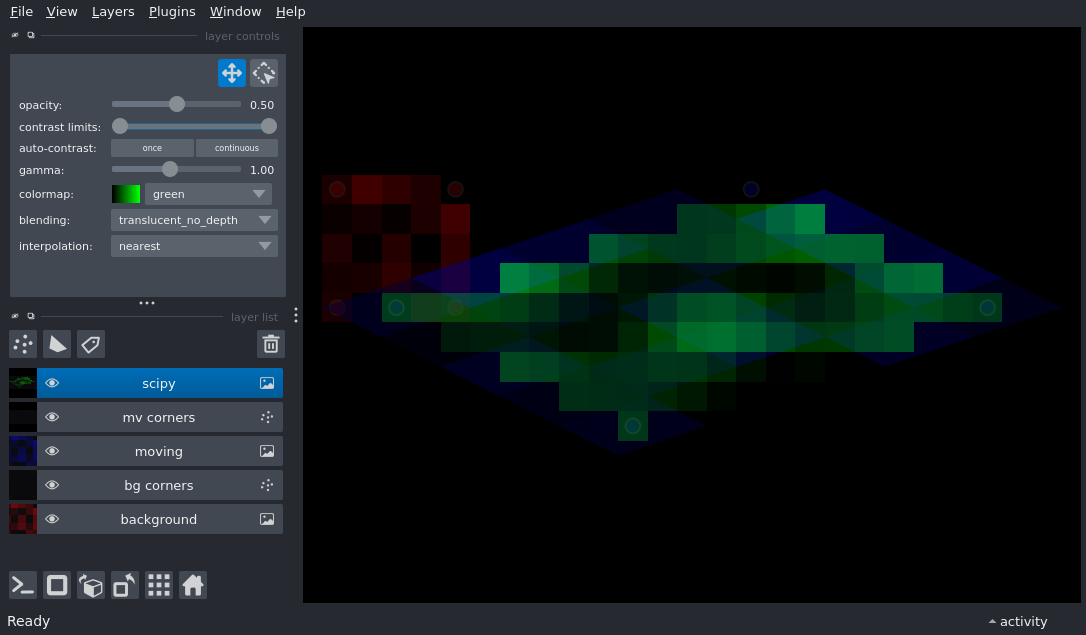 File View Layers Plugins Window Help
layer controls
opacity: 0.50
contrast limits:
auto-contrast: once continuous
gamma: 1.00
colormap: green
blending: translucent_no_depth
interpolation: nearest
layer list
scipy
mv corners
moving
bg corners
background
Ready activity